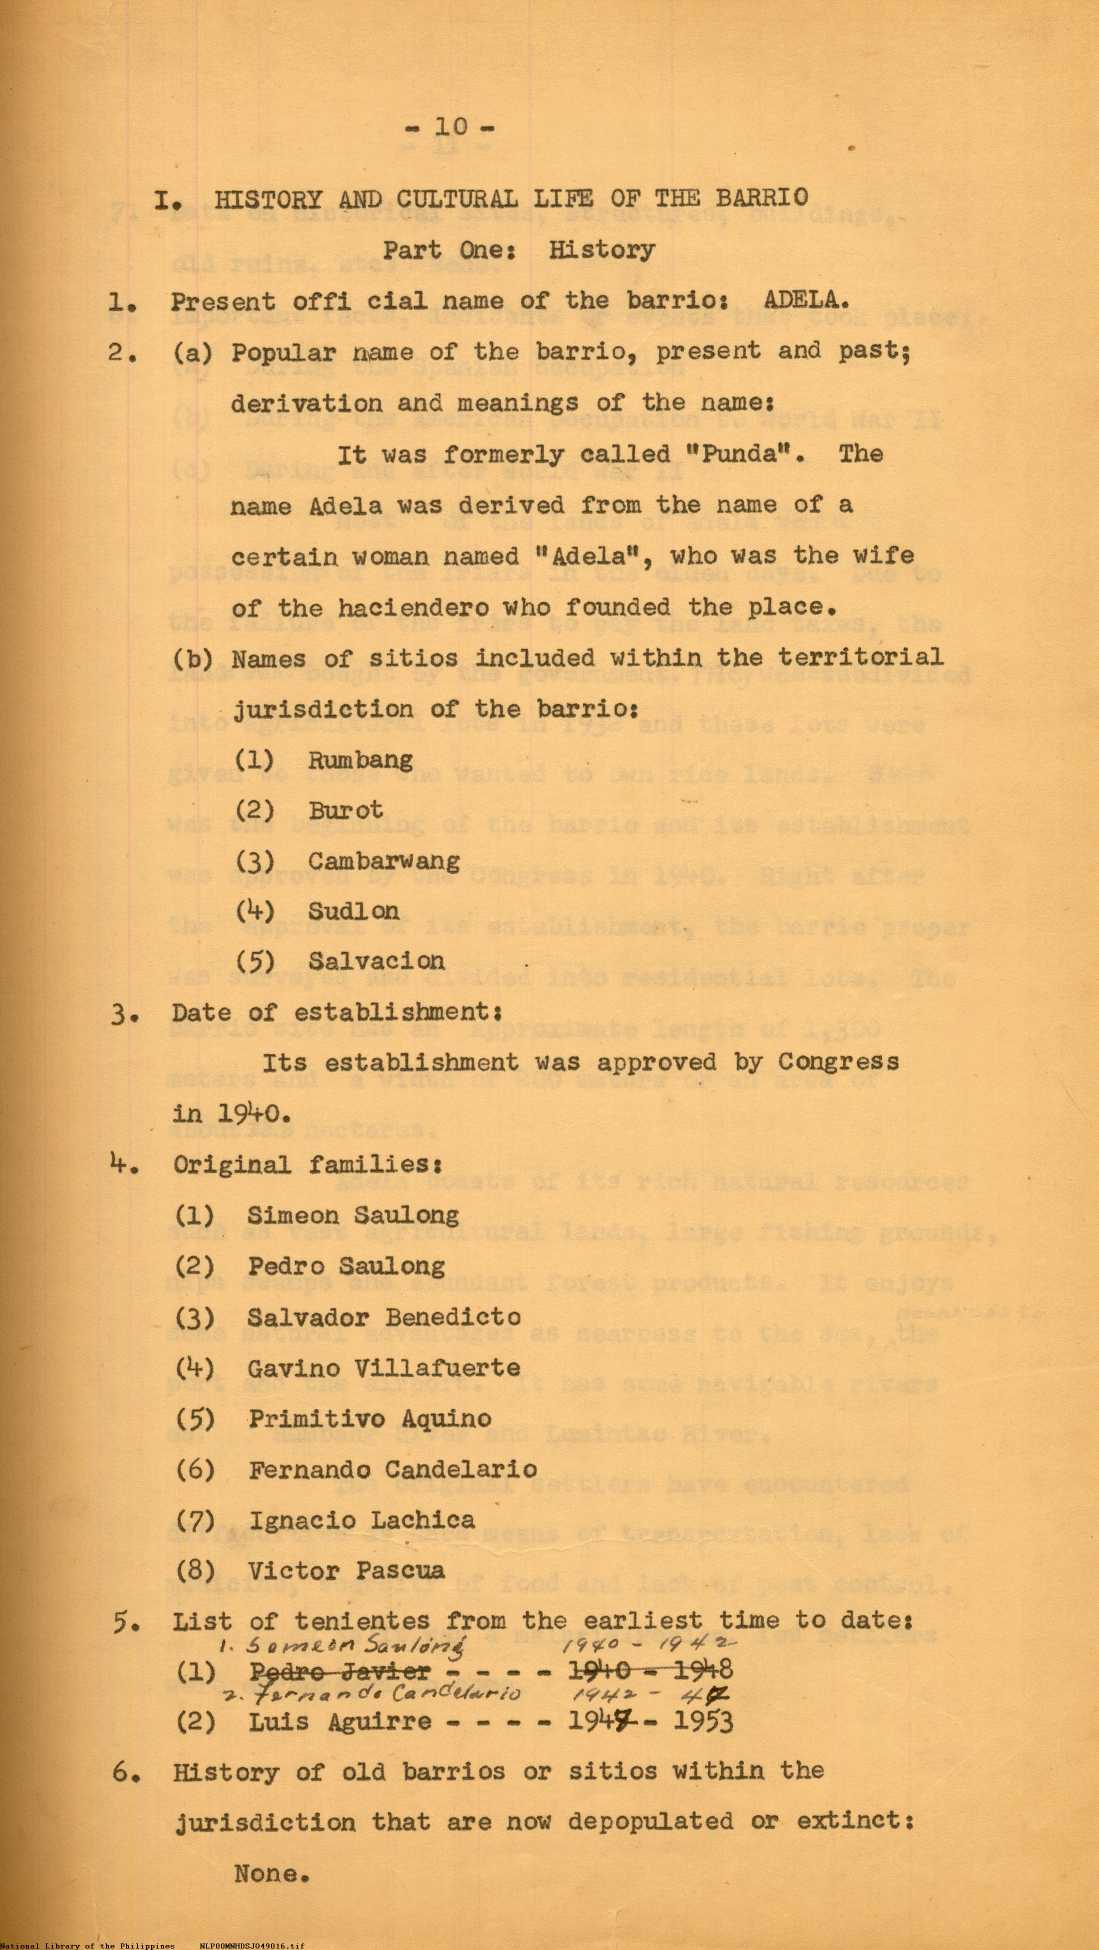 - 10 -
I. HISTORY AND CULTURAL LIFE OF THE BARRIO
Part One: History
1. Present offi cial name of the barrio: ADELA.
2. (a) Popular name of the barrio, present and past;
derivation and meanings of the name:
It was formerly called "Punda". The
name Adela was derived from the name of a
certain woman named "Adela", who was the wife
of the haciendero who founded the place.
(b) Names of sitios included within the territorial
jurisdiction of the barrio:
(1) Rumbang
(2) Burot
(3) Cambarwang
(4) Sudlon
(5) Salvacion
3. Date of establishment:
Its establishment was approved by Congress
in 1940.
4. Original families:
(1) Simeon Saulong
(2) Pedro Saulong
(3) Salvador Benedicto
(4) Gavino Villafuerte
(5) Primitivo Aquino
(6) Fernando Candelario
(7) Ignacio Lachica
(8) Victor Pascua
5. List of tenientes from the earliest time to date:
1. Someon Saulong 1940 - 1942
(1) Pedro Javier - - - - 1940 - 1948
2. Fernando Candelario 1942 - 47
(2) Luis Aguirre - - - - 1947 - 1953
6. History of old barrios or sitios within the
jurisdiction that are now depopulated or extinct:
None.
National Library of the Philippines NLPOOMNHDSJ049016.tif